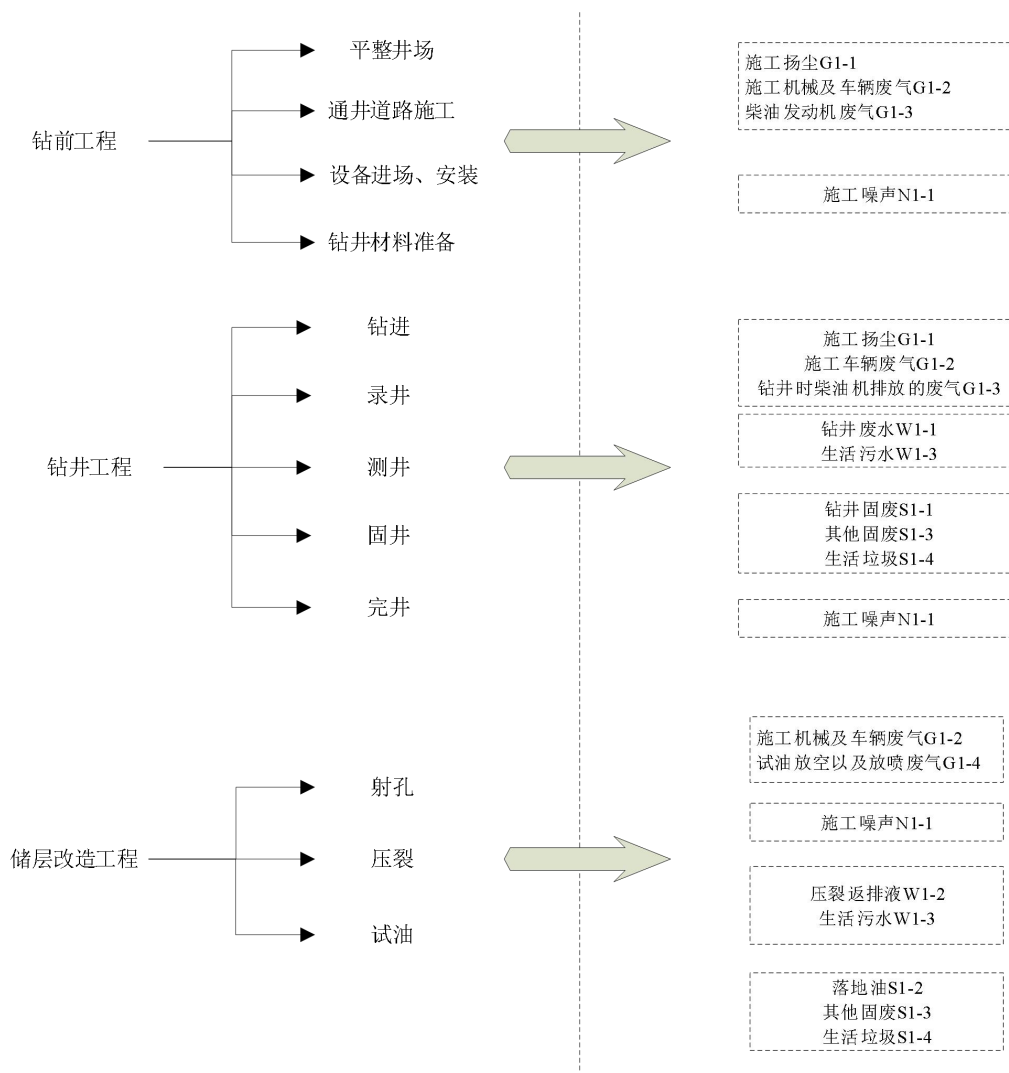 平整井场
通井道路施工
钻前工程
设备进场、安装
钻井材料准备
施工扬尘G1-1
施工机械及车辆废气G1-2
柴油发动机废气G1-3
施工噪声N1-1
钻进
录井
钻井工程
测井
固井
完井
施工扬尘G1-1
施工车辆废气G1-2
钻井时柴油机排放的废气G1-3
钻井废水W1-1
生活污水W1-3
钻井固废S1-1
其他固废S1-3
生活垃圾S1-4
施工噪声N1-1
射孔
储层改造工程
压裂
试油
施工机械及车辆废气G1-2
试油放空以及放喷废气G1-4
施工噪声N1-1
压裂返排液W1-2
生活污水W1-3
落地油S1-2
其他固废S1-3
生活垃圾S1-4